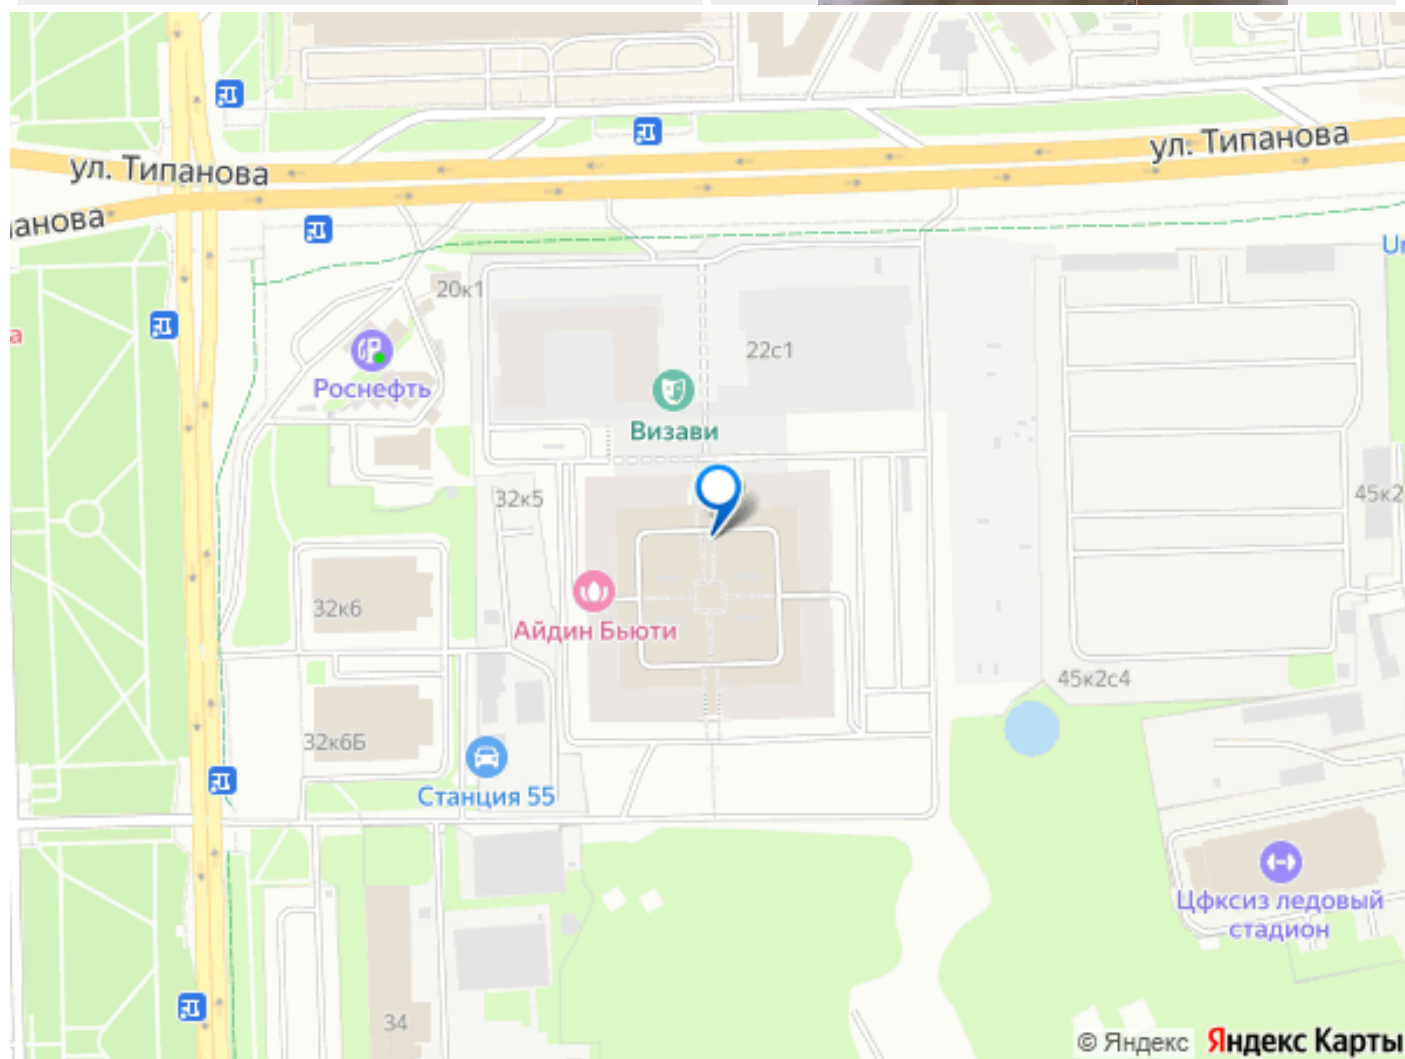 ул. Типанова
ул. Типанова
анова
Ur
20к1
а
22с1
Роснефть
Визави
32к5
45к2
32к6
Айдин Бьюти
45к2с4
32к6Б
Станция 55
Цфксиз ледовый
стадион
34
© Яндекс Яндекс Карты